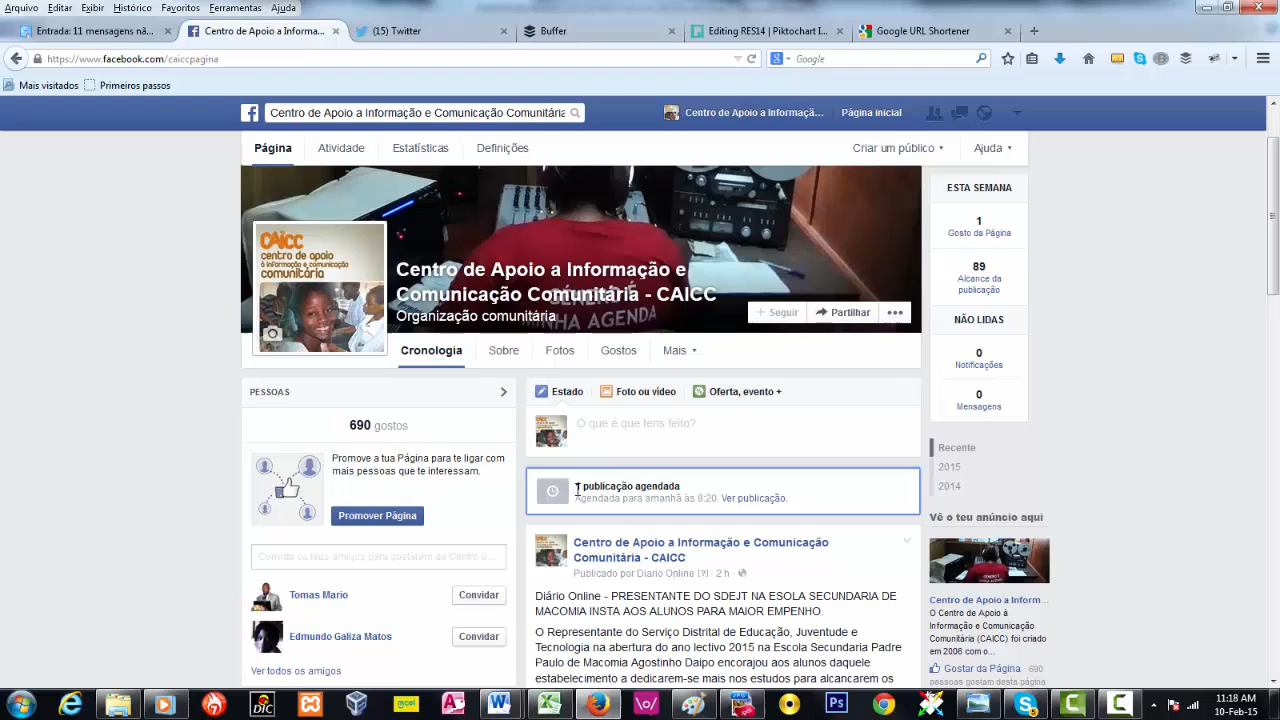 Arquivo Editar Exibir Histórico Favoritos Ferramentas Ajuda
Entrada: 11 mensagens nã...
Centro de Apoio a Informa...
(15) Twitter
Buffer
Editing RES14 | Piktochart I...
Google URL Shortener
https://www.facebook.com/caiccpagina
Google
Mais visitados
Primeiros passos
Centro de Apoio a Informação e Comunicação Comunitária
Centro de Apoio a Informaçã...
Página inicial
Página Atividade Estatísticas Definições
Criar um público
Ajuda
CAICC
centro de apoio
à informação e comunicação
comunitária
GÉNERO É
MINHA AGENDA
Centro de Apoio a Informação e
Comunicação Comunitária - CAICC
Organização comunitária
+ Seguir
Partilhar
Cronologia Sobre Fotos Gostos Mais
ESTA SEMANA
1
Gosto da Página
89
Alcance da
publicação
NÃO LIDAS
0
Notificações
0
Mensagens
Recente
2015
2014
PESSOAS
690 gostos
Promove a tua Página para te ligar com
mais pessoas que te interessam.
Promover Página
Convida os teus amigos para gostarem da Centro d...
Tomas Mario
Convidar
Edmundo Galiza Matos
Convidar
Ver todos os amigos
Estado
Foto ou vídeo
Oferta, evento +
O que é que tens feito?
1 publicação agendada
Agendada para amanhã às 8:20. Ver publicação.
Centro de Apoio a Informação e Comunicação
Comunitária - CAICC
Publicado por Diario Online [?] · 2 h ·
Diário Online - PRESENTANTE DO SDEJT NA ESOLA SECUNDARIA DE
MACOMIA INSTA AOS ALUNOS PARA MAIOR EMPENHO.
O Representante do Serviço Distrital de Educação, Juventude e
Tecnologia na abertura do ano lectivo 2015 na Escola Secundaria Padre
Paulo de Macomia Agostinho Daipo encorajou aos alunos daquele
estabelecimento a dedicarem-se mais nos estudos para alcancarem os
Vê o teu anúncio aqui
Centro de Apoio a Inform...
O Centro de Apoio à
Informação e Comunicação
Comunitária (CAICC) foi criado
em 2006 com o...
Gostar da Página · 690
pessoas gostam desta página
11:18 AM
10-Feb-15